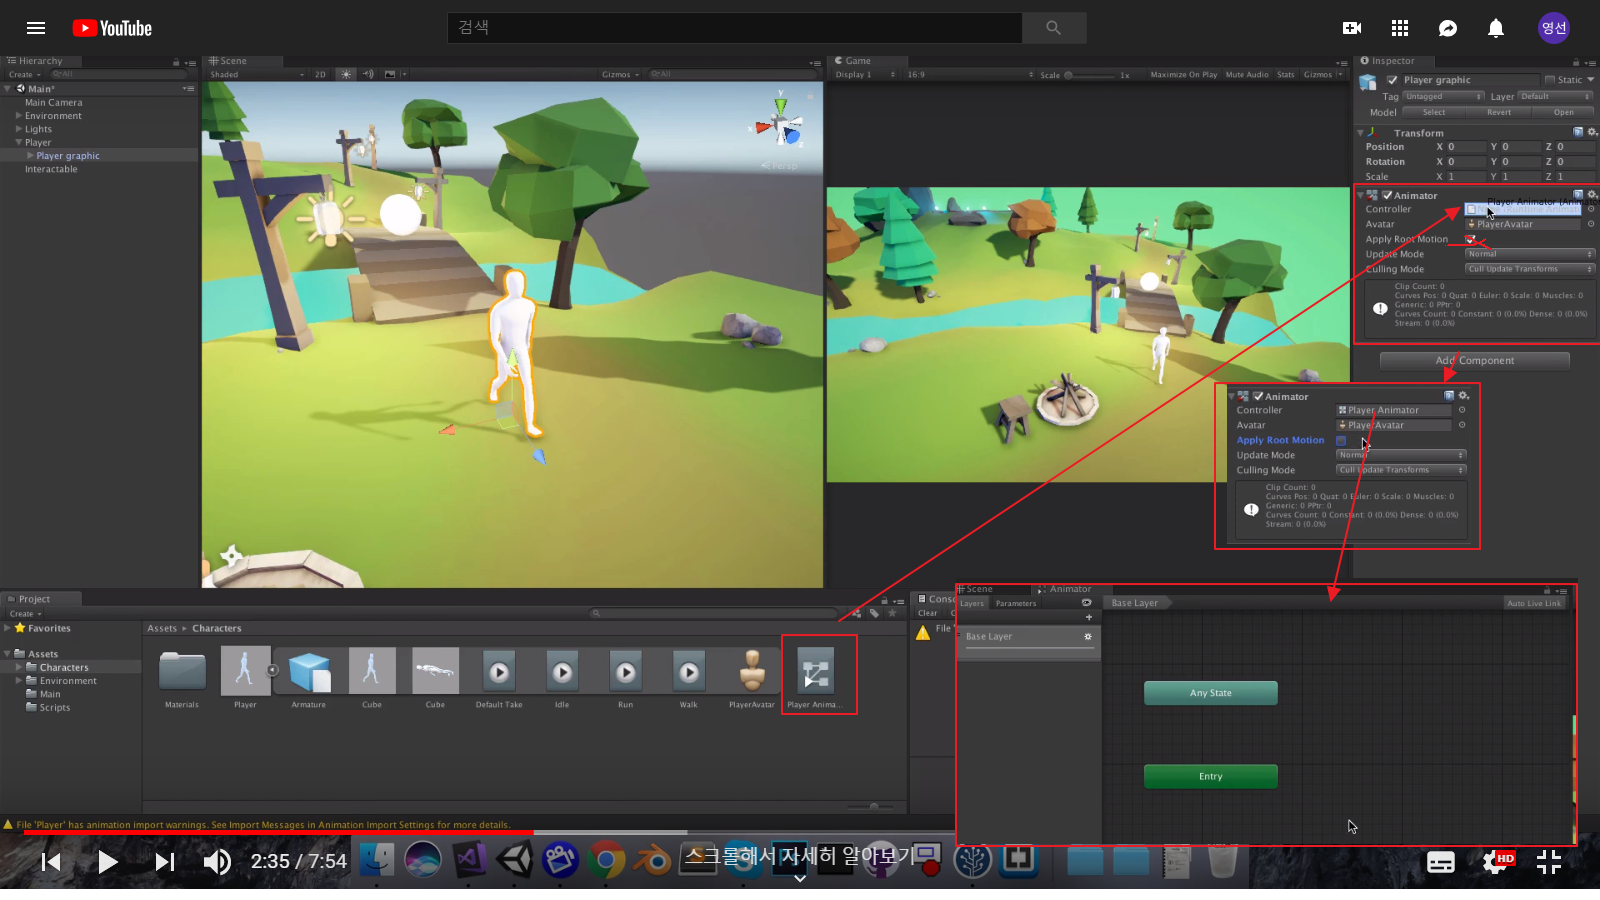 YouTube
검색
영선
Hierarchy
Create
All
Main*
Main Camera
Environment
Lights
Player
Player graphic
Interactable
Scene
Shaded
2D
Gizmos
All
Persp
Game
Display 1
16:9
Scale
1x
Maximize On Play
Mute Audio
Stats
Gizmos
Inspector
Player graphic
Static
Tag
Untagged
Layer
Default
Model
Select
Revert
Open
Transform
Position X 0 Y 0 Z 0
Rotation X 0 Y 0 Z 0
Scale X 1 Y 1 Z 1
Animator
Controller
Player Animator
Avatar PlayerAvatar
Apply Root Motion
Update Mode Normal
Culling Mode Cull Update Transforms
Clip Count: 0
Curves Pos: 0 Quat: 0 Euler: 0 Scale: 0 Muscles: 0
Generic: 0 PPtr: 0
Curves Count: 0 Constant: 0 (0.0%) Dense: 0 (0.0%)
Stream: 0 (0.0%)
Add Component
Animator
Controller Player Animator
Avatar PlayerAvatar
Apply Root Motion
Update Mode Normal
Culling Mode Cull Update Transforms
Clip Count: 0
Curves Pos: 0 Quat: 0 Euler: 0 Scale: 0 Muscles: 0
Generic: 0 PPtr: 0
Curves Count: 0 Constant: 0 (0.0%) Dense: 0 (0.0%)
Stream: 0 (0.0%)
Project
Create
Favorites
Assets
Characters
Environment
Main
Scripts
Assets
Characters
Materials
Player
Armature
Cube
Cube
Default Take
Idle
Run
Walk
PlayerAvatar
Player Anima...
Clear
File
Scene
Animator
Layers
Parameters
Base Layer
Auto Live Link
Base Layer
Any State
Entry
File 'Player' has animation import warnings. See Import Messages in Animation Import Settings for more details.
2:35 / 7:54
스크롤해서 자세히 알아보기
HD